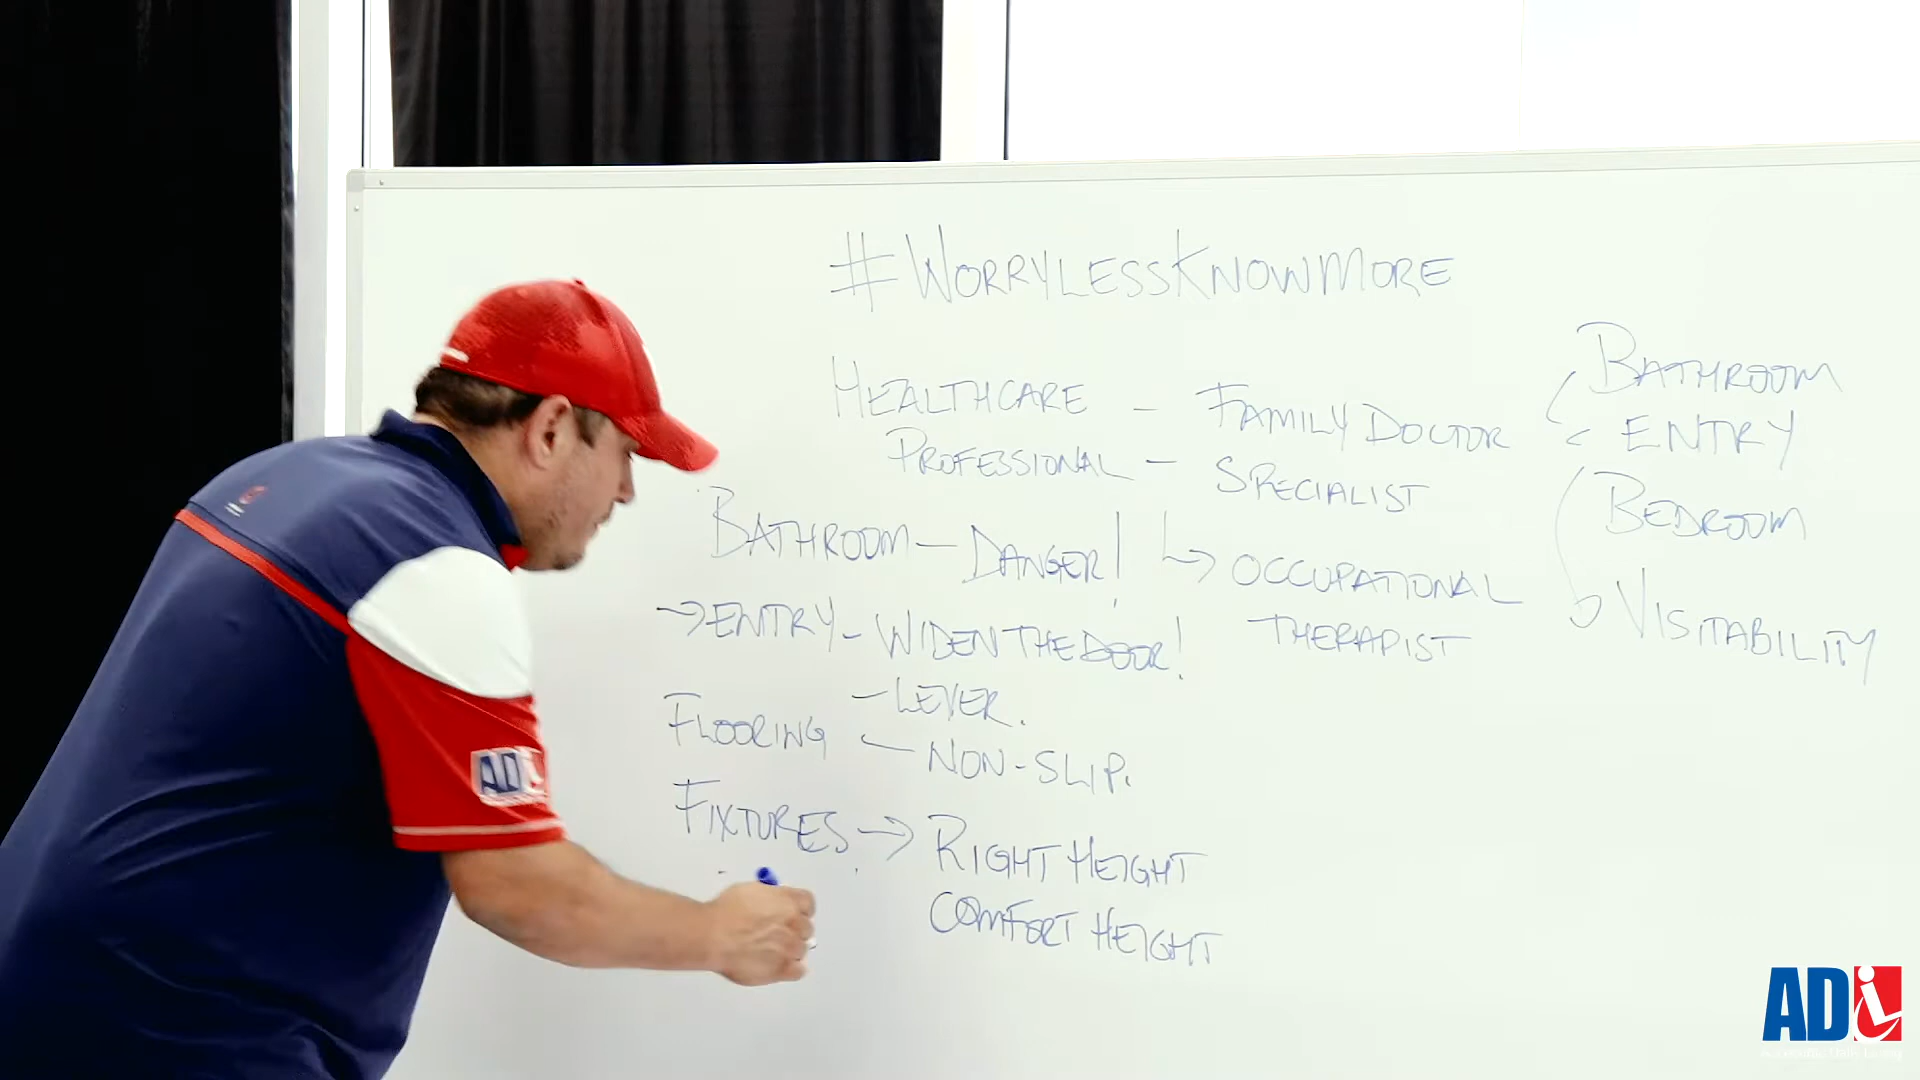 #WORRYLESSKNOWMORE
HEALTHCARE - FAMILY DOCTOR
PROFESSIONAL - SPECIALIST
↳ OCCUPATIONAL
THERAPIST
BATHROOM
ENTRY
BEDROOM
VISITABILITY
BATHROOM - DANGER!
→ ENTRY - WIDEN THE DOOR!
- LEVER.
FLOORING - NON-SLIP.
FIXTURES → RIGHT HEIGHT
COMFORT HEIGHT
AD
ADL